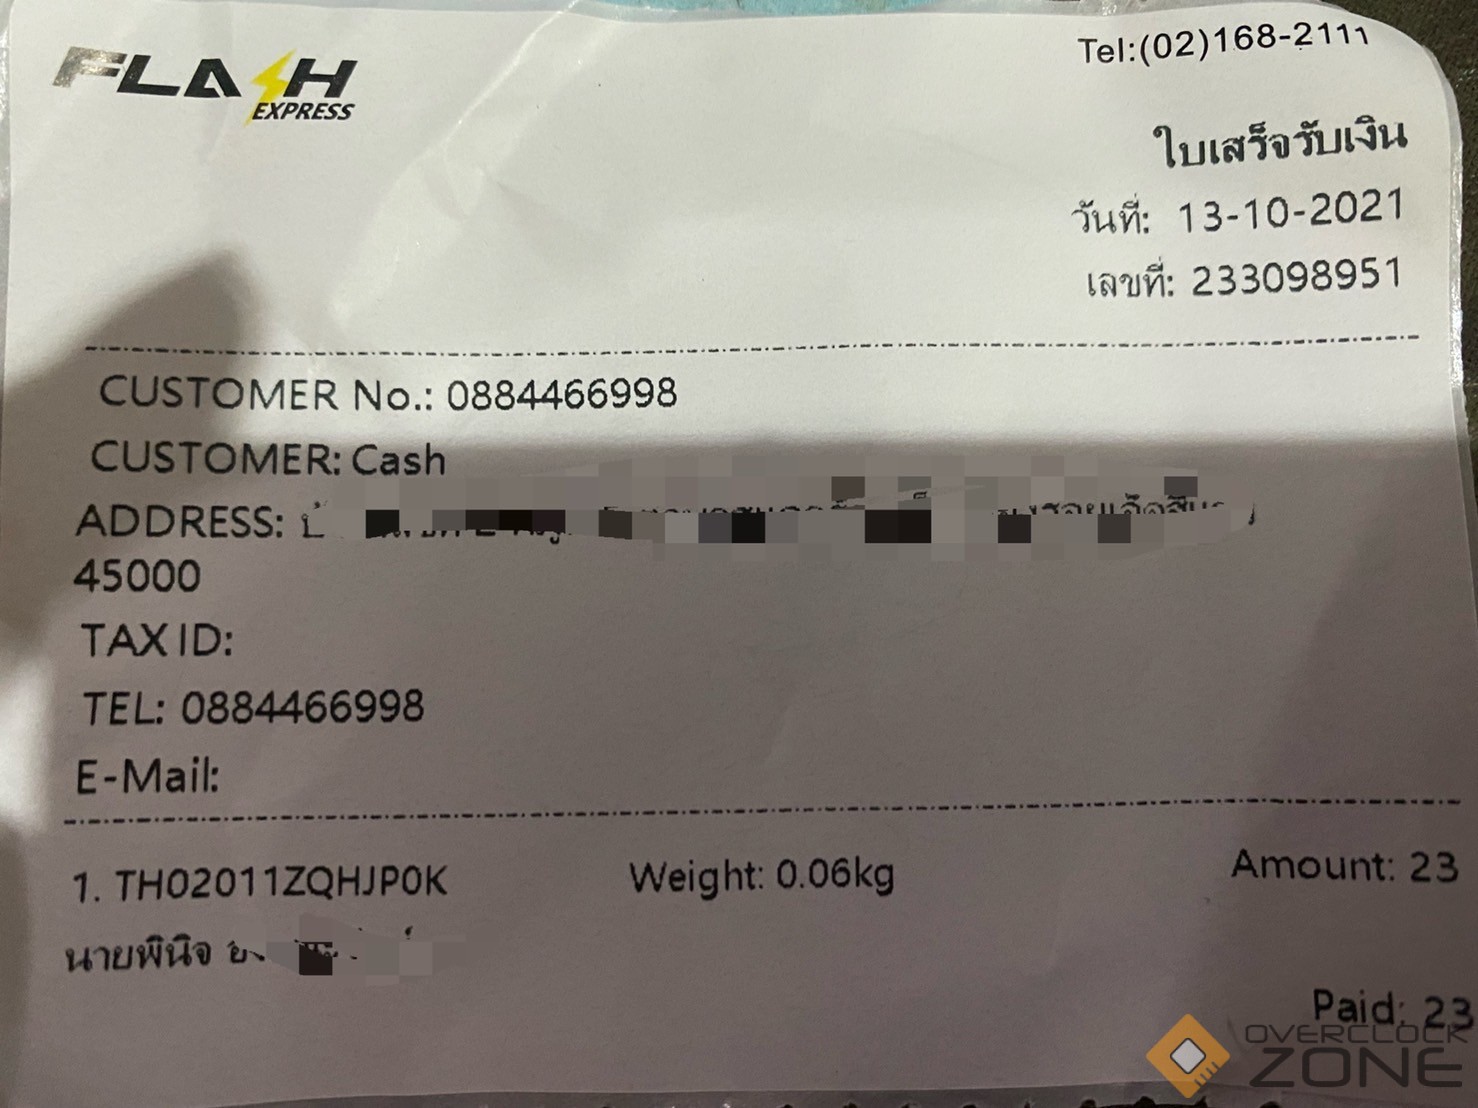 FLASH
EXPRESS
Tel:(02)168-2111
ใบเสร็จรับเงิน
วันที่: 13-10-2021
เลขที่: 233098951
CUSTOMER No.: 0884466998
CUSTOMER: Cash
ADDRESS:
45000
TAX ID:
TEL: 0884466998
E-Mail:
1. TH02011ZQHJP0K Weight: 0.06kg Amount: 23
นายพินิจ
Paid: 23
OVERCLOCK
ZONE